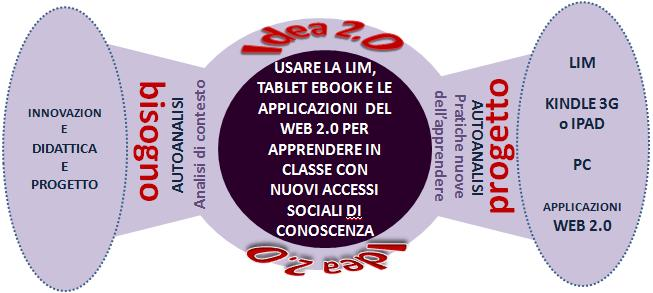 INNOVAZION
E
DIDATTICA
E
PROGETTO
bisogno
AUTOANALISI
Analisi di contesto
Idea 2.0
USARE LA LIM,
TABLET EBOOK E LE
APPLICAZIONI DEL
WEB 2.0 PER
APPRENDERE IN
CLASSE CON
NUOVI ACCESSI
SOCIALI DI
CONOSCENZA
Idea 2.0
progetto
AUTOANALISI
Pratiche nuove
dell'apprendere
LIM
KINDLE 3G
o IPAD
PC
APPLICAZIONI
WEB 2.0